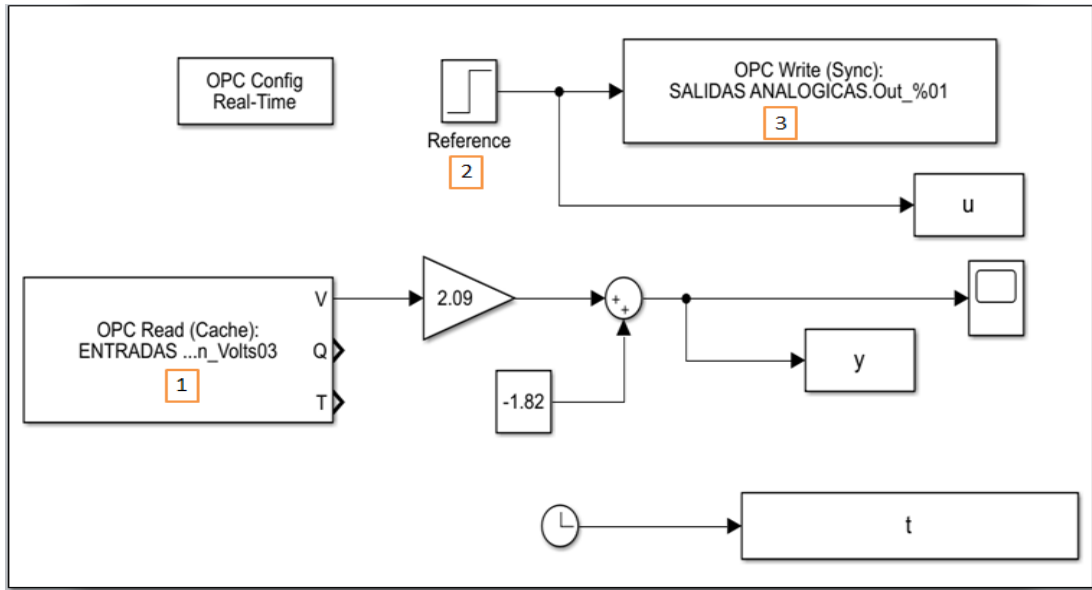 OPC Config
Real-Time
Reference
2
OPC Write (Sync):
SALIDAS ANALOGICAS.Out_%01
3
u
OPC Read (Cache):
ENTRADAS ...n_Volts03
1
V
Q
T
2.09
+
+
-1.82
y
t